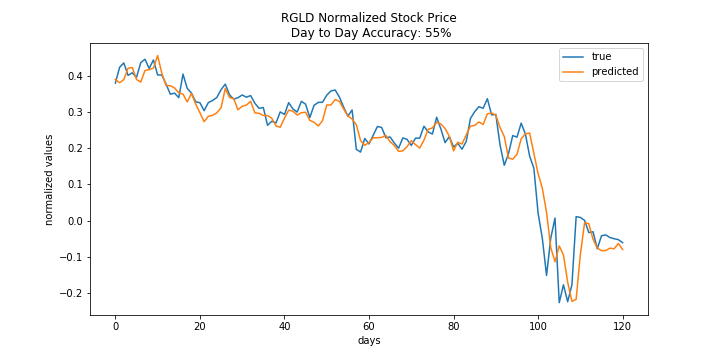 RGLD Normalized Stock Price
Day to Day Accuracy: 55%
true
predicted
normalized values
0.4
0.3
0.2
0.1
0.0
−0.1
−0.2
0 20 40 60 80 100 120
days